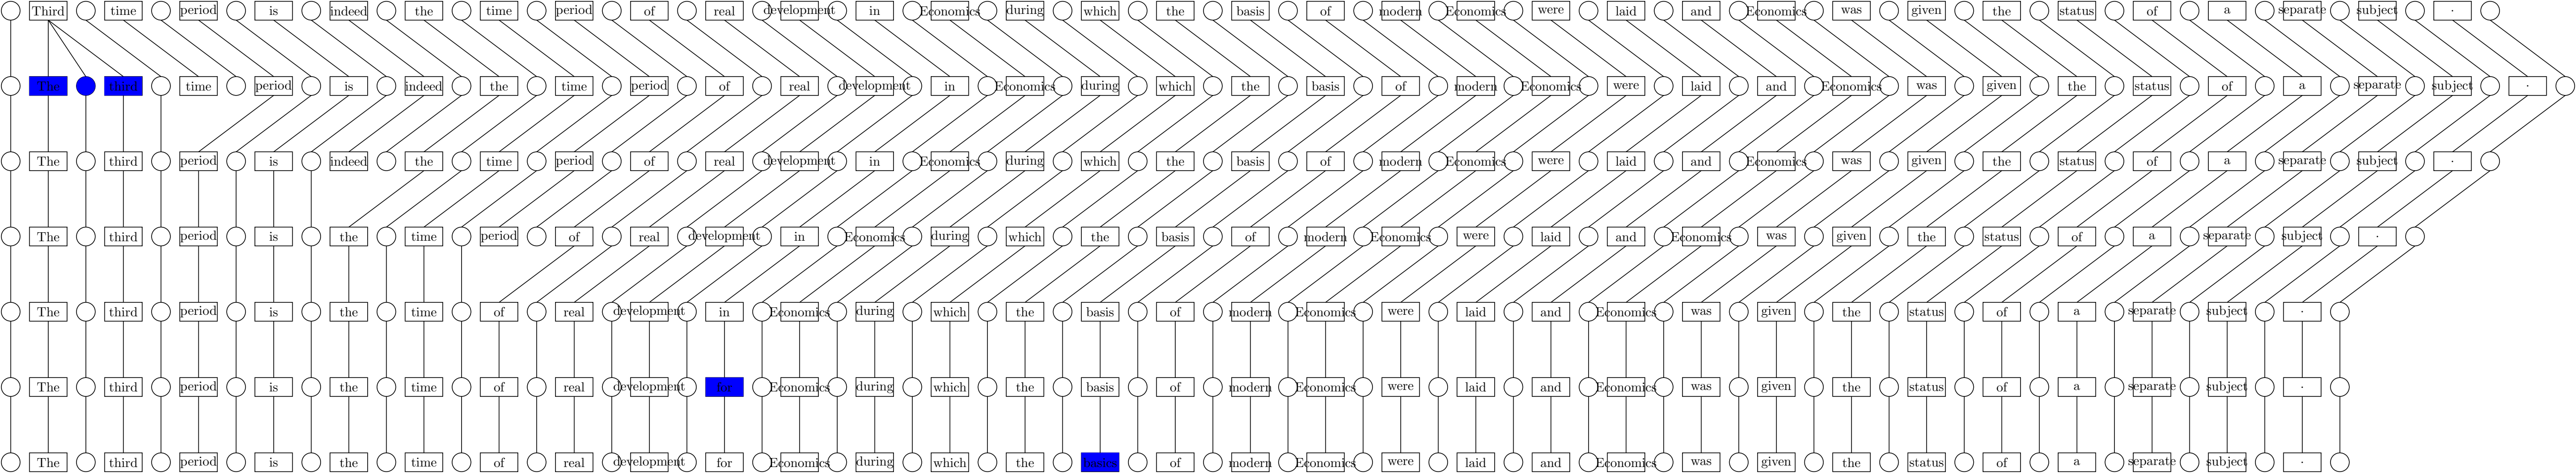 Third time period is indeed the time period of real development in Economics during which the basis of modern Economics were laid and Economics was given the status of a separate subject .
The third time period is indeed the time period of real development in Economics during which the basis of modern Economics were laid and Economics was given the status of a separate subject .
The third period is indeed the time period of real development in Economics during which the basis of modern Economics were laid and Economics was given the status of a separate subject .
The third period is the time period of real development in Economics during which the basis of modern Economics were laid and Economics was given the status of a separate subject .
The third period is the time of real development in Economics during which the basis of modern Economics were laid and Economics was given the status of a separate subject .
The third period is the time of real development for Economics during which the basis of modern Economics were laid and Economics was given the status of a separate subject .
The third period is the time of real development for Economics during which the basics of modern Economics were laid and Economics was given the status of a separate subject .